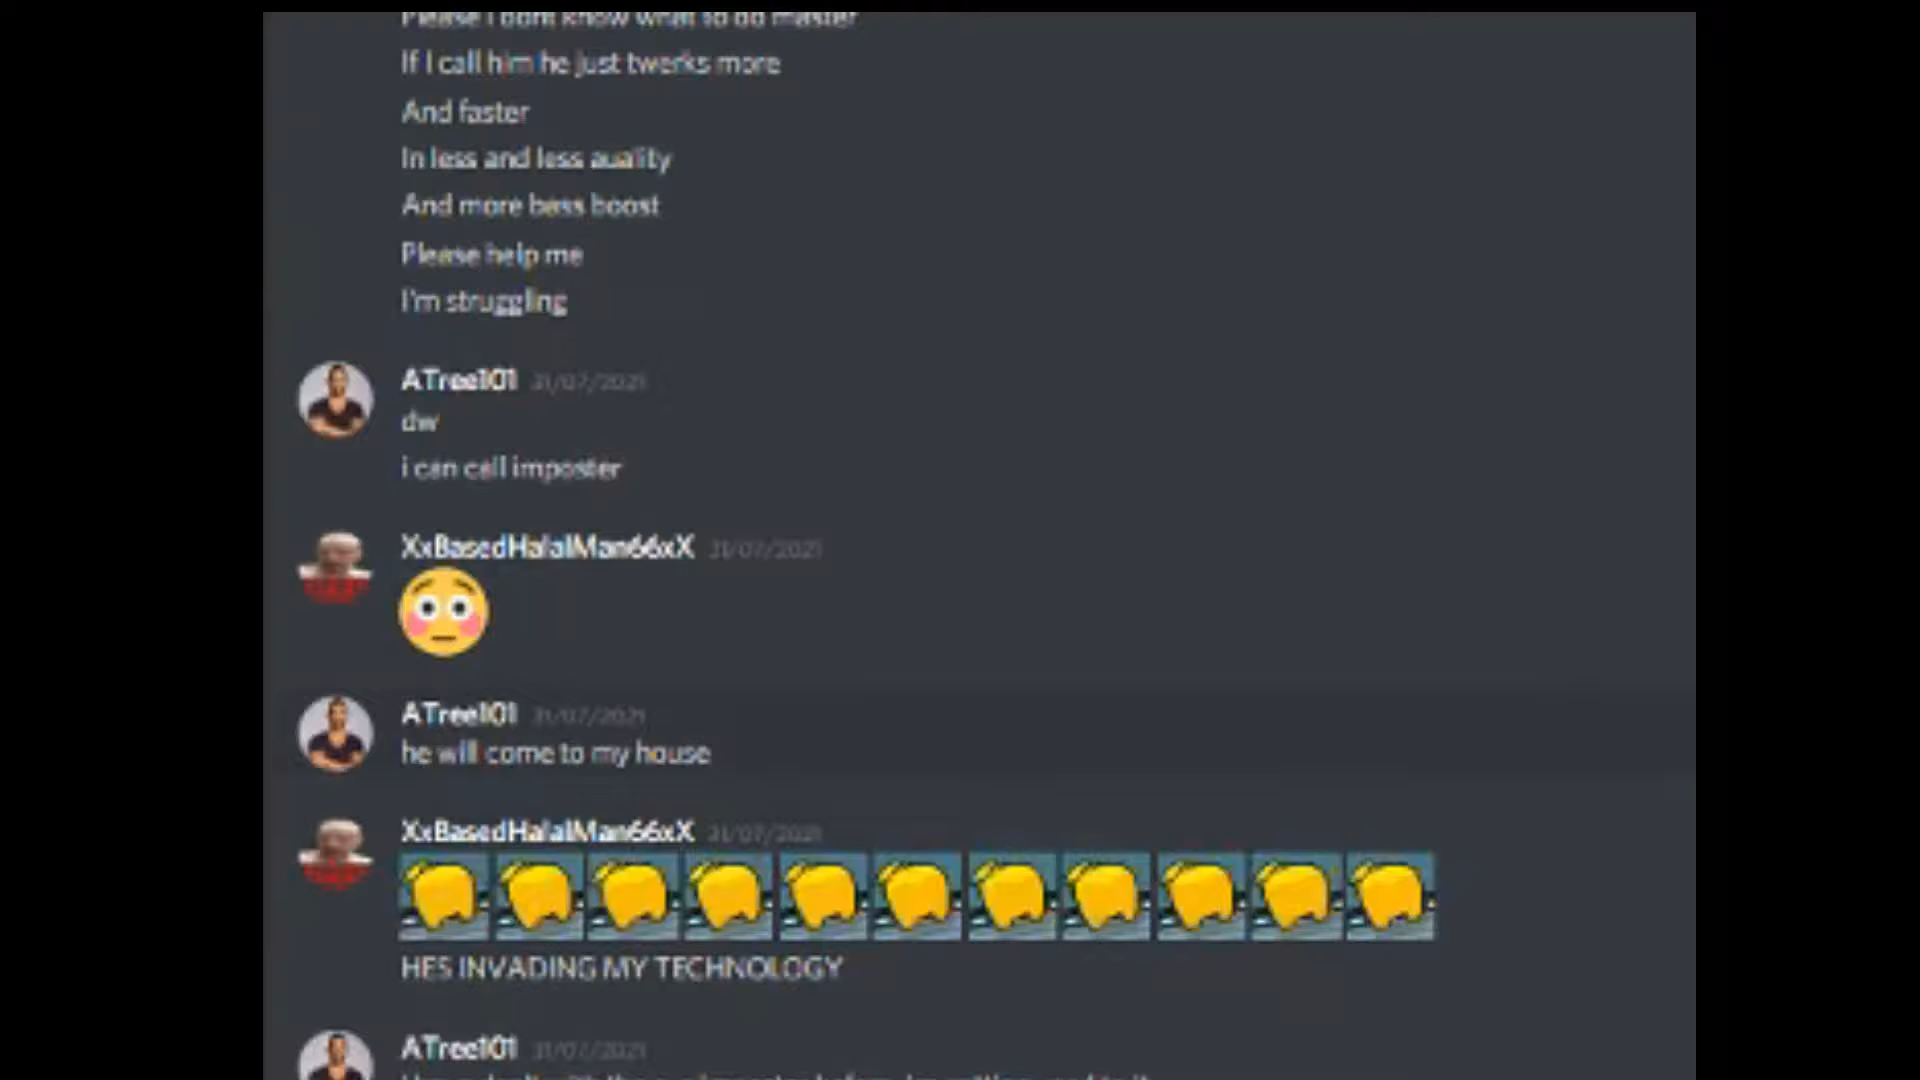 Please I dont know what to do master
If I call him he just twerks more
And faster
In less and less auality
And more bass boost
Please help me
I'm struggling
ATree101 31/07/2021
dw
i can call imposter
XxBasedHalalMan66xX 31/07/2021
ATree101 31/07/2021
he will come to my house
XxBasedHalalMan66xX 31/07/2021
HES INVADING MY TECHNOLOGY
ATree101 31/07/2021